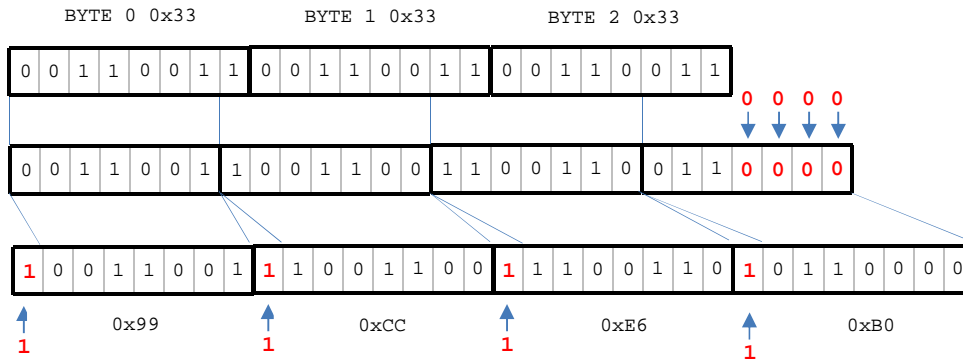 BYTE 0 0x33 BYTE 1 0x33 BYTE 2 0x33
0 0 1 1 0 0 1 1 0 0 1 1 0 0 1 1 0 0 1 1 0 0 1 1
0 0 0 0
0 0 1 1 0 0 1 1 0 0 1 1 0 0 1 1 0 0 1 1 0 0 1 1 0 0 0 0
1 0 0 1 1 0 0 1 1 1 0 0 1 1 0 0 1 1 1 0 0 1 1 0 1 0 1 1 0 0 0 0
0x99 0xCC 0xE6 0xB0
1 1 1 1